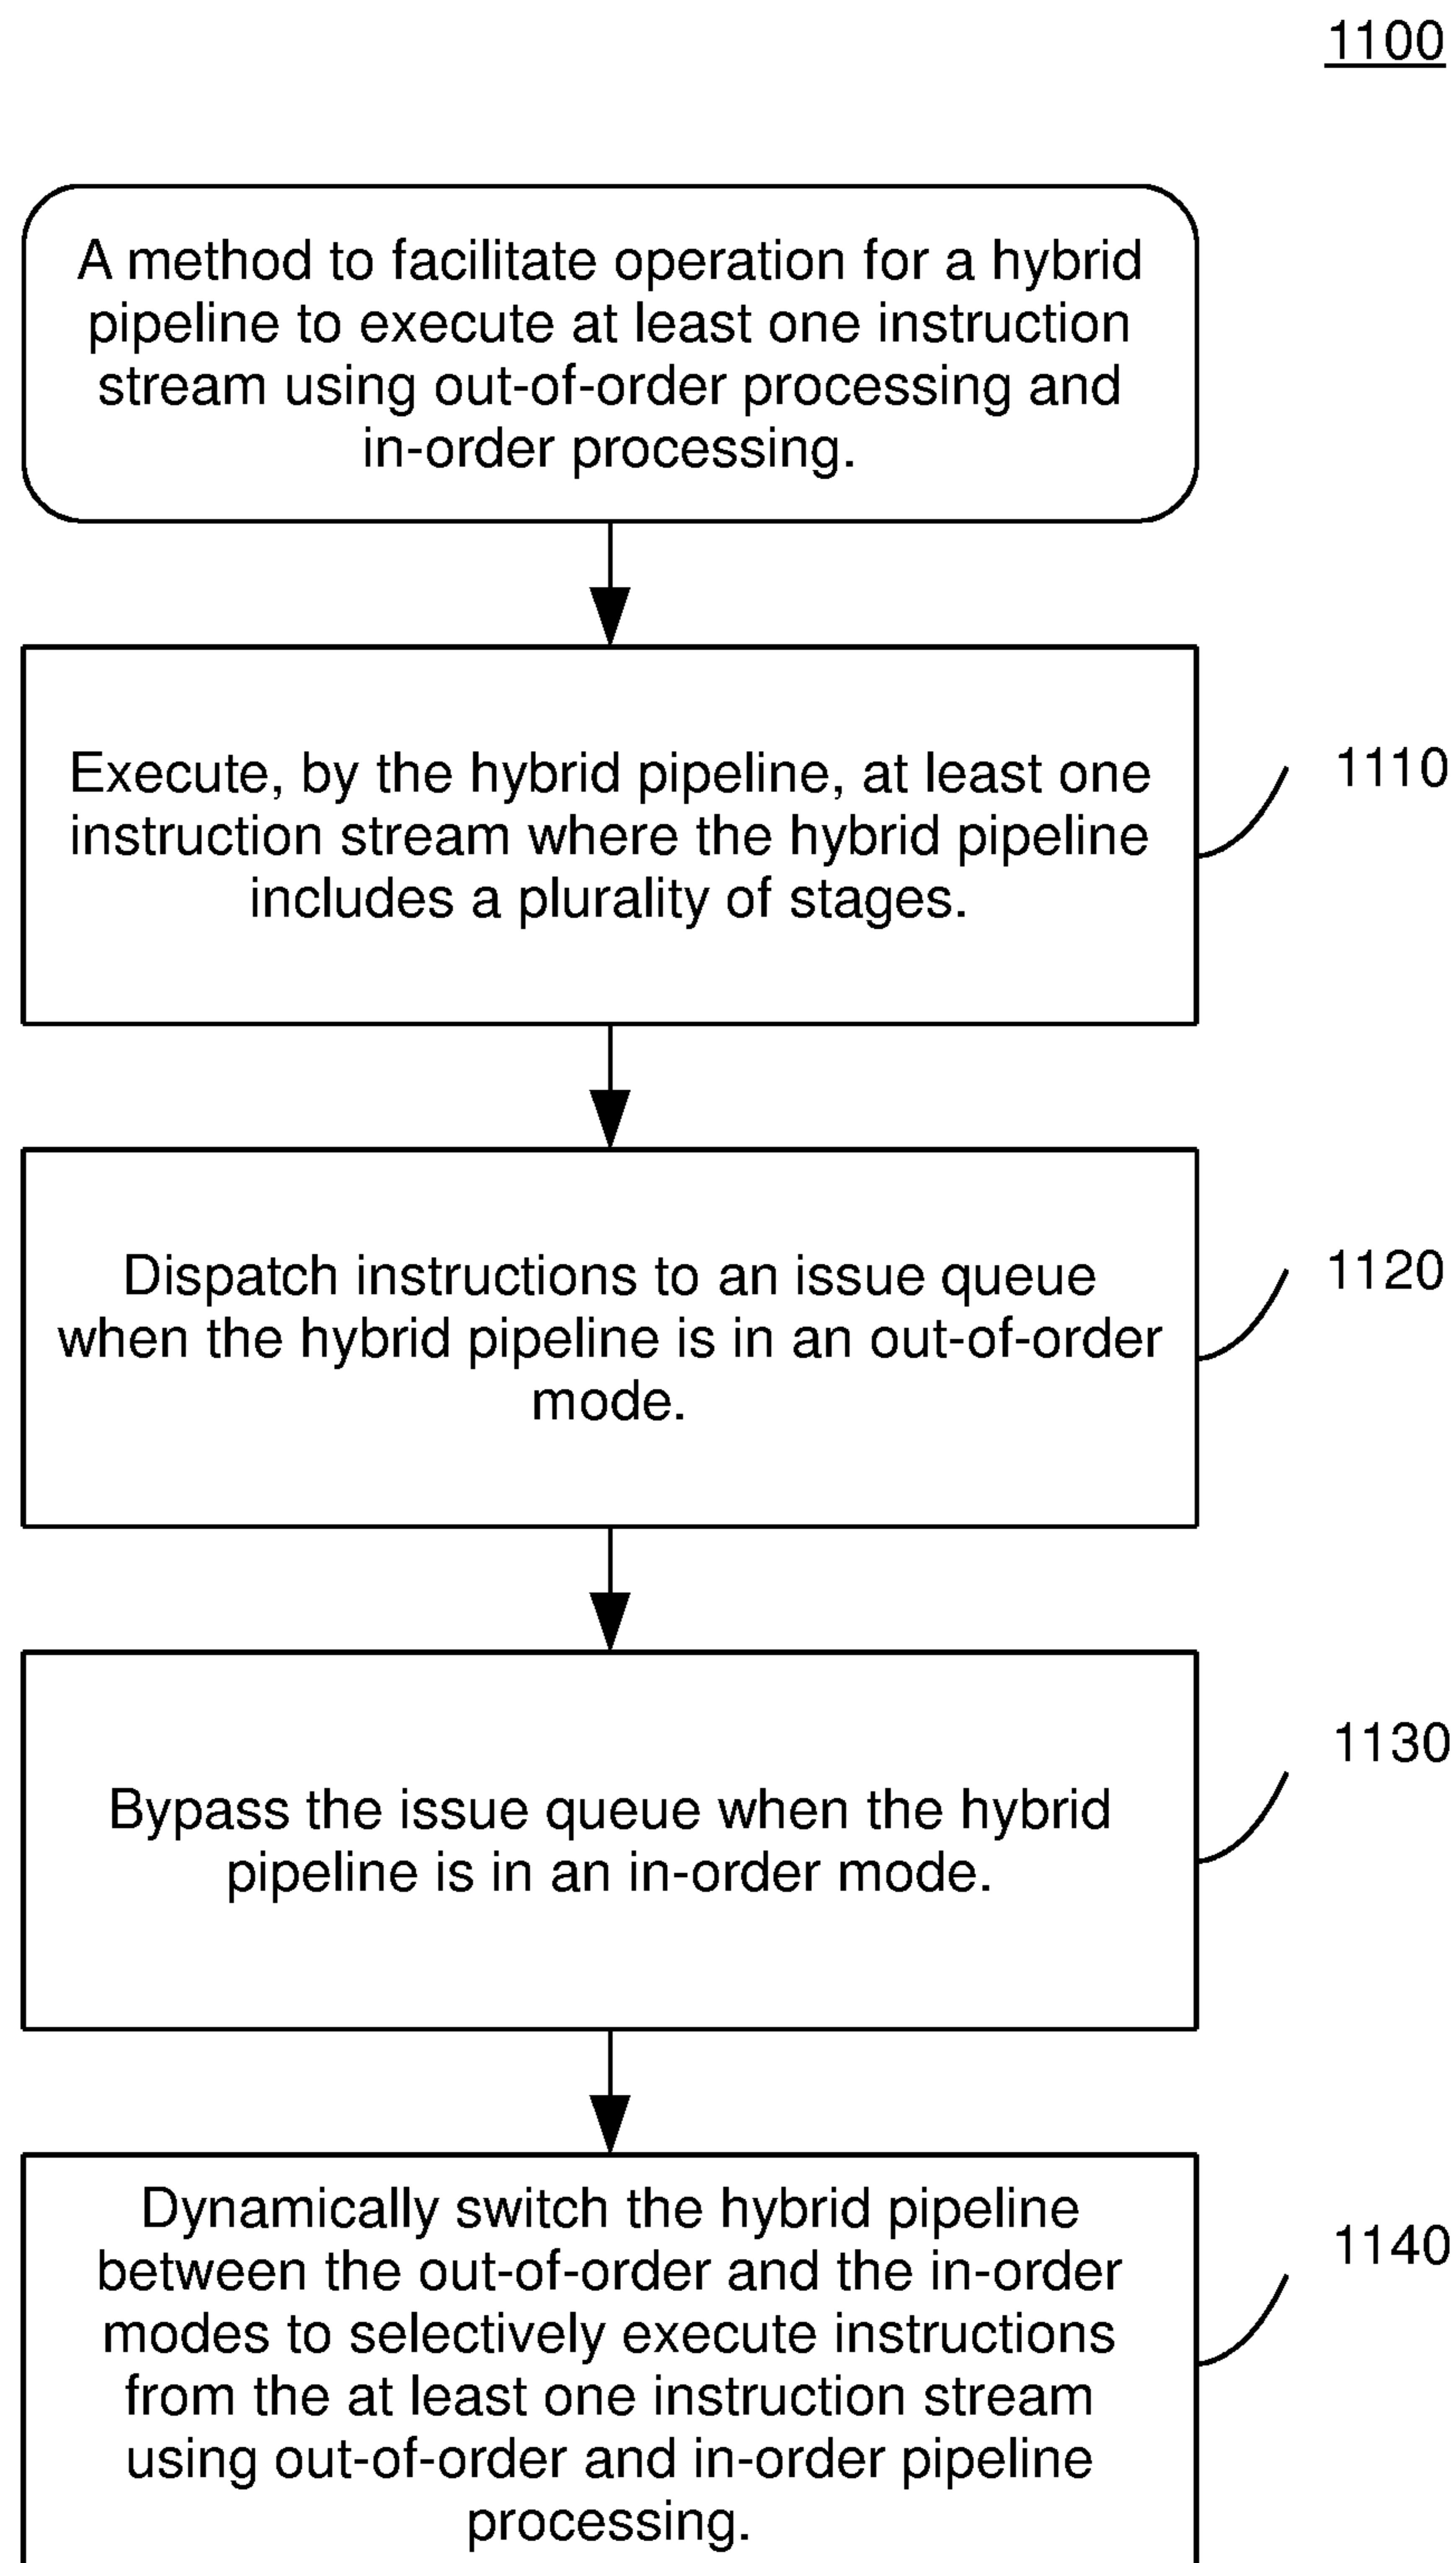 1100
A method to facilitate operation for a hybrid
pipeline to execute at least one instruction
stream using out-of-order processing and
in-order processing.
Execute, by the hybrid pipeline, at least one
instruction stream where the hybrid pipeline
includes a plurality of stages.
1110
Dispatch instructions to an issue queue
when the hybrid pipeline is in an out-of-order
mode.
1120
Bypass the issue queue when the hybrid
pipeline is in an in-order mode.
1130
Dynamically switch the hybrid pipeline
between the out-of-order and the in-order
modes to selectively execute instructions
from the at least one instruction stream
using out-of-order and in-order pipeline
processing.
1140